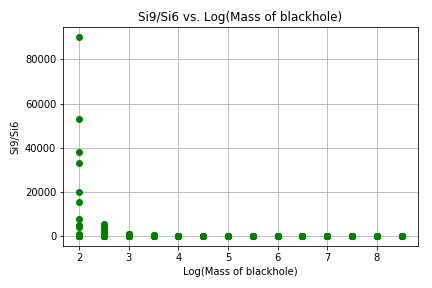 Si9/Si6 vs. Log(Mass of blackhole)
Si9/Si6
80000
60000
40000
20000
0
2 3 4 5 6 7 8
Log(Mass of blackhole)